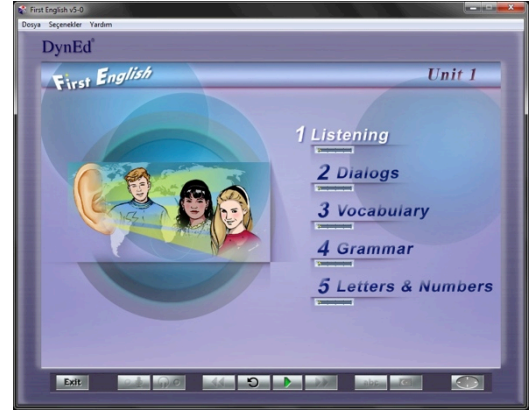 First English v5-0
Dosya Seçenekler Yardım
DynEd®
First English
Unit 1
1 Listening
2 Dialogs
3 Vocabulary
4 Grammar
5 Letters & Numbers
Exit
abc